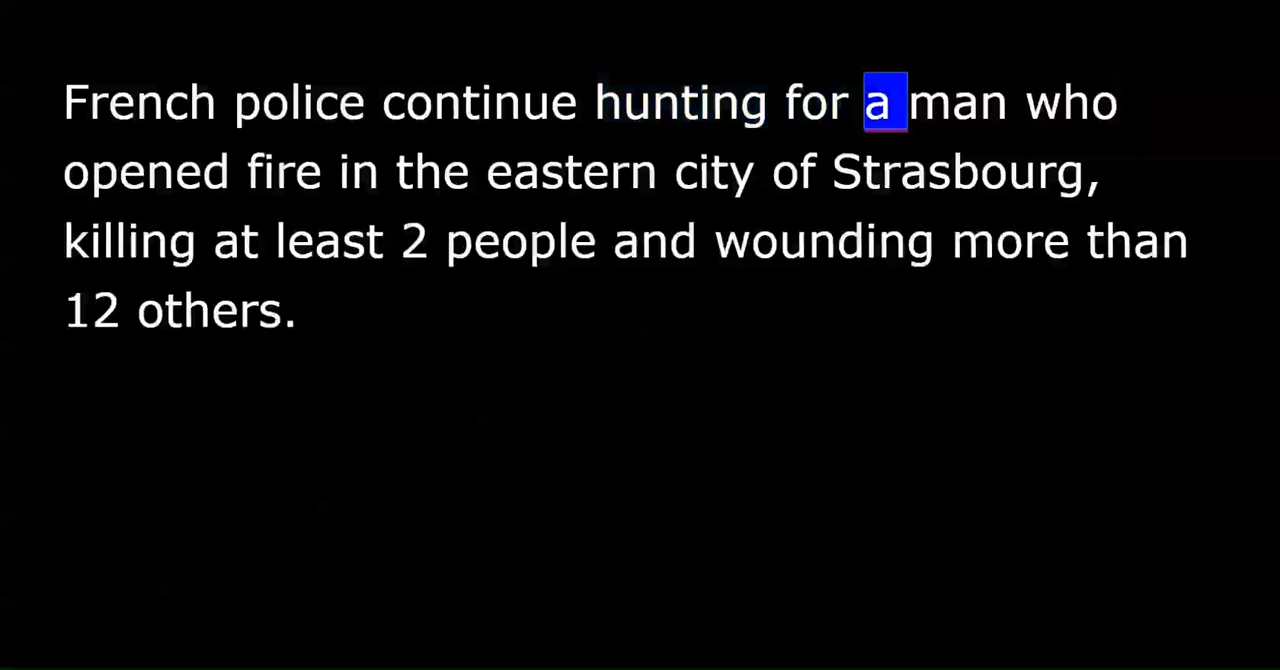 French police continue hunting for a man who
opened fire in the eastern city of Strasbourg,
killing at least 2 people and wounding more than
12 others.